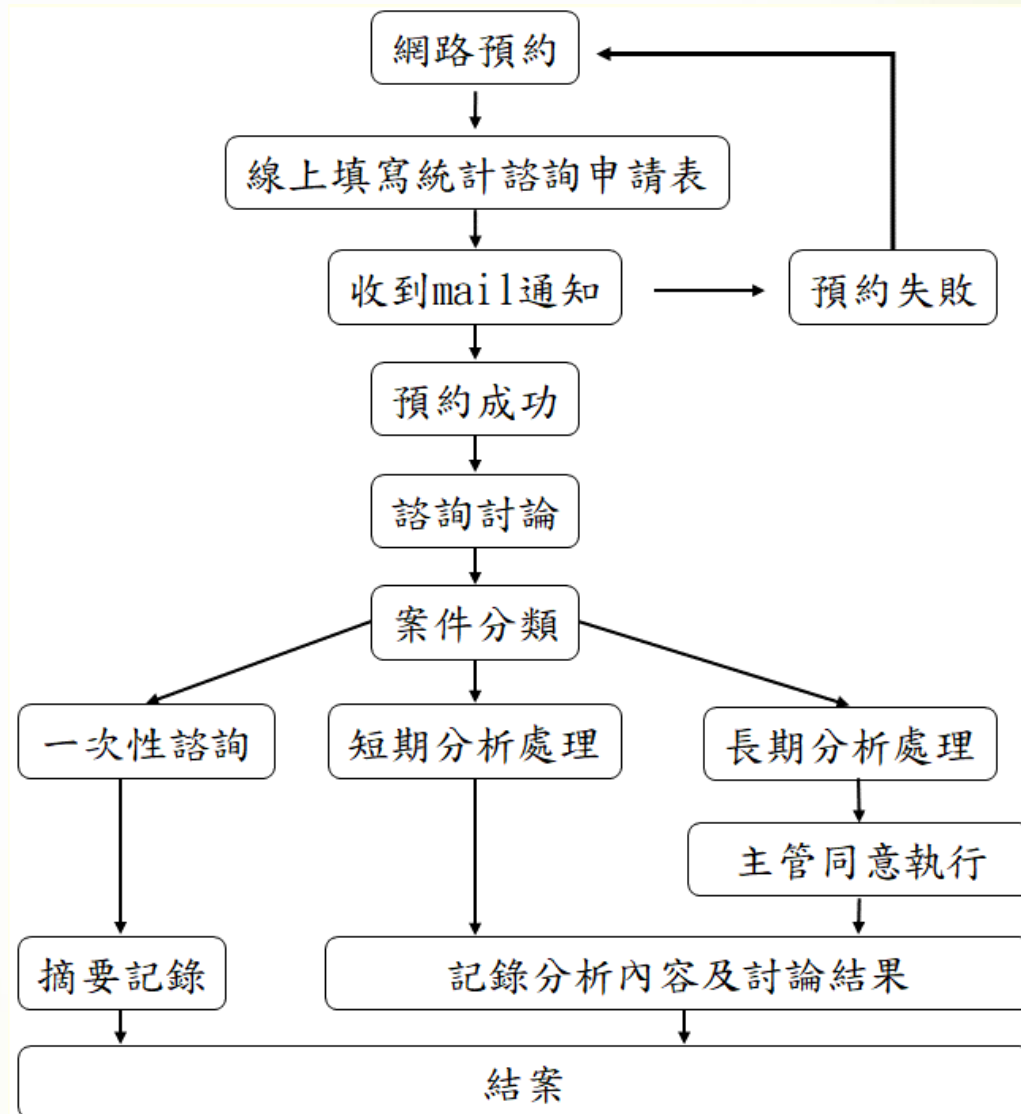 網路預約
線上填寫統計諮詢申請表
收到mail通知
預約失敗
預約成功
諮詢討論
案件分類
一次性諮詢
短期分析處理
長期分析處理
主管同意執行
摘要記錄
記錄分析內容及討論結果
結案